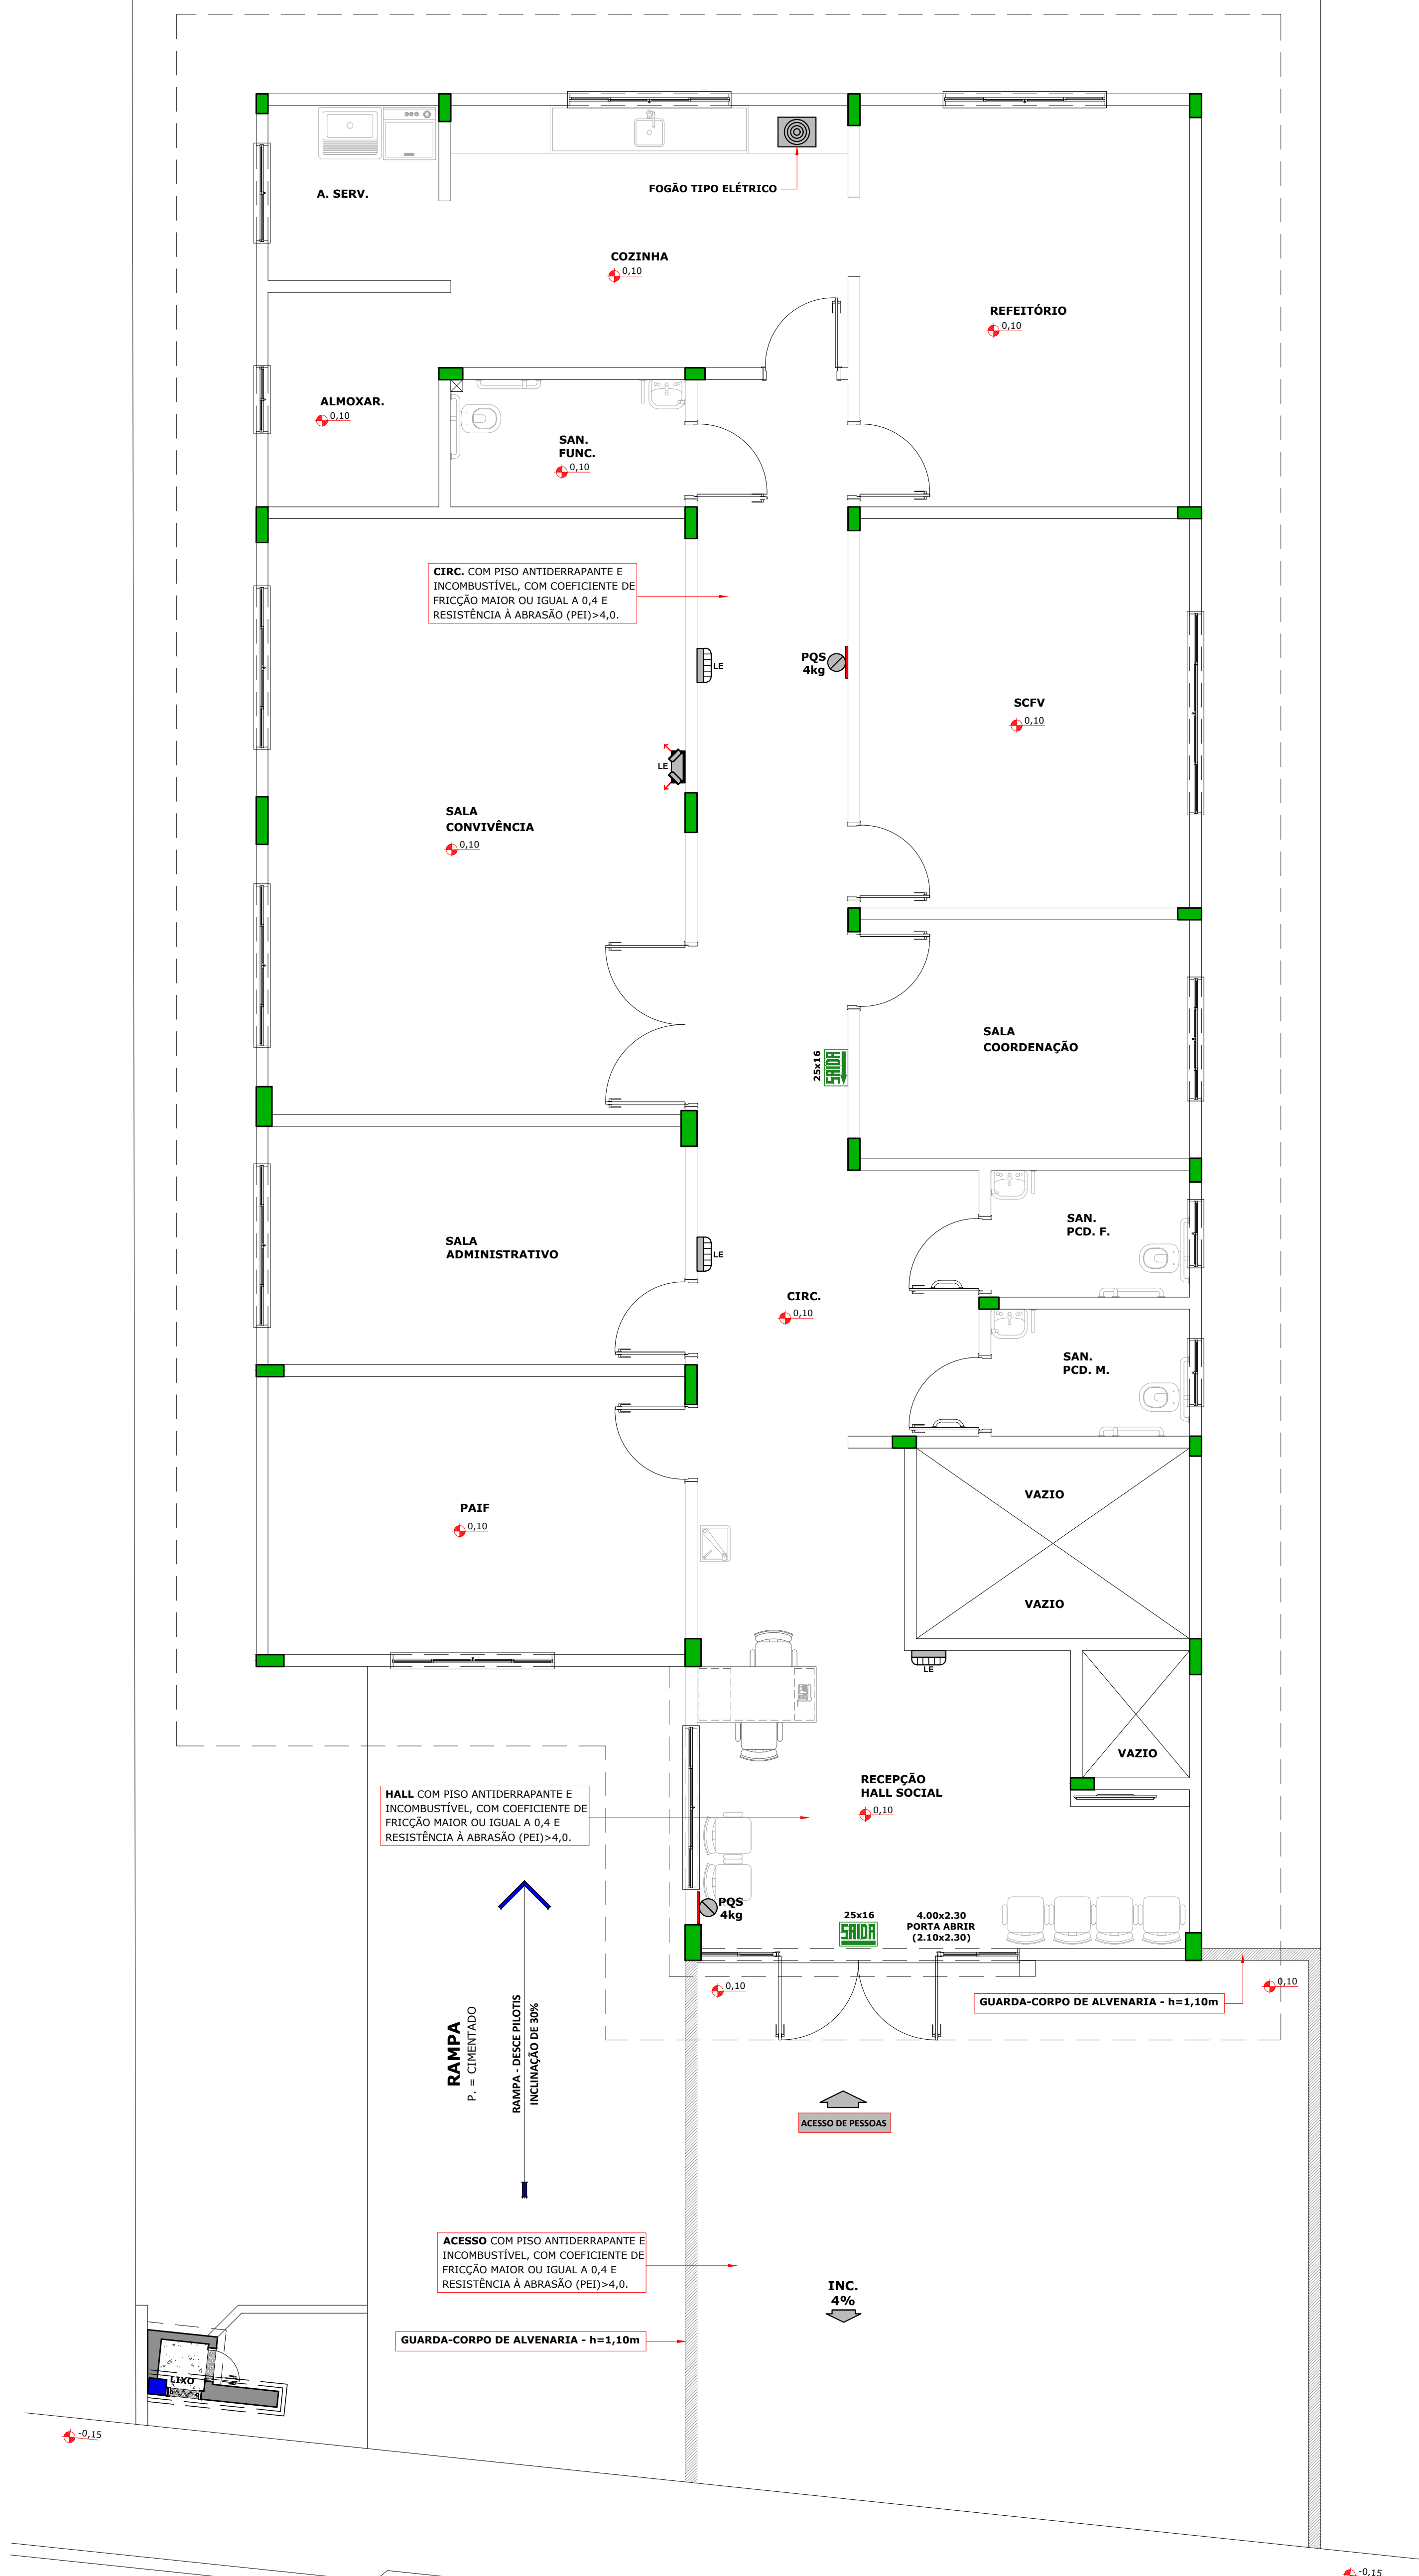 A. SERV.
FOGÃO TIPO ELÉTRICO
COZINHA
0,10
REFEITÓRIO
0,10
ALMOXAR.
0,10
SAN.
FUNC.
0,10
CIRC. COM PISO ANTIDERRAPANTE E
INCOMBUSTÍVEL, COM COEFICIENTE DE
FRICÇÃO MAIOR OU IGUAL A 0,4 E
RESISTÊNCIA À ABRASÃO (PEI)>4,0.
LE
PQS
4kg
SCFV
0,10
LE
SALA
CONVIVÊNCIA
0,10
SALA
COORDENAÇÃO
25x16
SAIDA
SAN.
PCD. F.
SALA
ADMINISTRATIVO
LE
CIRC.
0,10
SAN.
PCD. M.
PAIF
0,10
VAZIO
VAZIO
LE
VAZIO
RECEPÇÃO
HALL SOCIAL
0,10
HALL COM PISO ANTIDERRAPANTE E
INCOMBUSTÍVEL, COM COEFICIENTE DE
FRICÇÃO MAIOR OU IGUAL A 0,4 E
RESISTÊNCIA À ABRASÃO (PEI)>4,0.
PQS
4kg
25x16
SAIDA
4.00x2.30
PORTA ABRIR
(2.10x2.30)
0,10
0,10
GUARDA-CORPO DE ALVENARIA - h=1,10m
RAMPA
P. = CIMENTADO
RAMPA - DESCE PILOTIS
INCLINAÇÃO DE 30%
ACESSO DE PESSOAS
ACESSO COM PISO ANTIDERRAPANTE E
INCOMBUSTÍVEL, COM COEFICIENTE DE
FRICÇÃO MAIOR OU IGUAL A 0,4 E
RESISTÊNCIA À ABRASÃO (PEI)>4,0.
INC.
4%
GUARDA-CORPO DE ALVENARIA - h=1,10m
LIXO
-0,15
-0,15